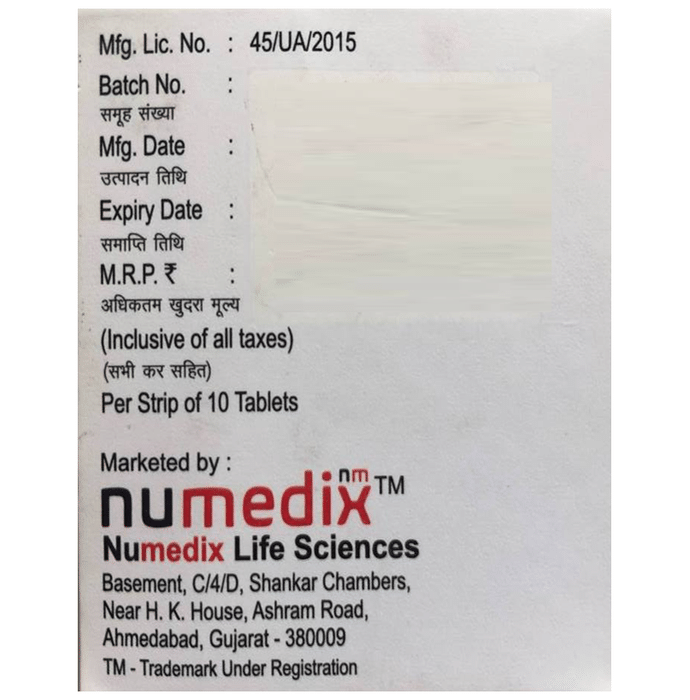 Mfg. Lic. No. : 45/UA/2015
Batch No. :
समूह संख्या
Mfg. Date :
उत्पादन तिथि
Expiry Date :
समाप्ति तिथि
M.R.P. ₹ :
अधिकतम खुदरा मूल्य
(Inclusive of all taxes)
(सभी कर सहित)
Per Strip of 10 Tablets
Marketed by :
nm
numedix™
Numedix Life Sciences
Basement, C/4/D, Shankar Chambers,
Near H. K. House, Ashram Road,
Ahmedabad, Gujarat - 380009
TM - Trademark Under Registration